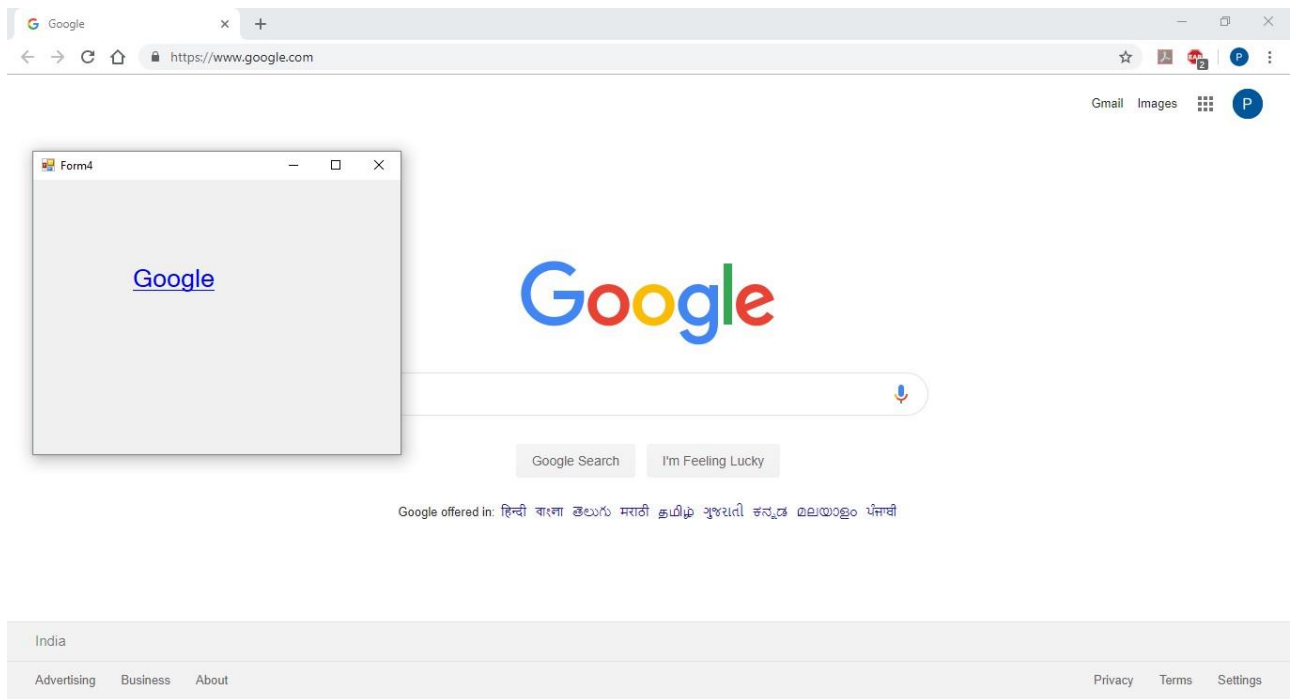 Google
https://www.google.com
2
P
Gmail Images
P
Form4
Google
Google
Google Search I'm Feeling Lucky
Google offered in: हिन्दी বাংলা తెలుగు मराठी தமிழ் ગુજરાતી ಕನ್ನಡ മലയാളം ਪੰਜਾਬੀ
India
Advertising Business About Privacy Terms Settings